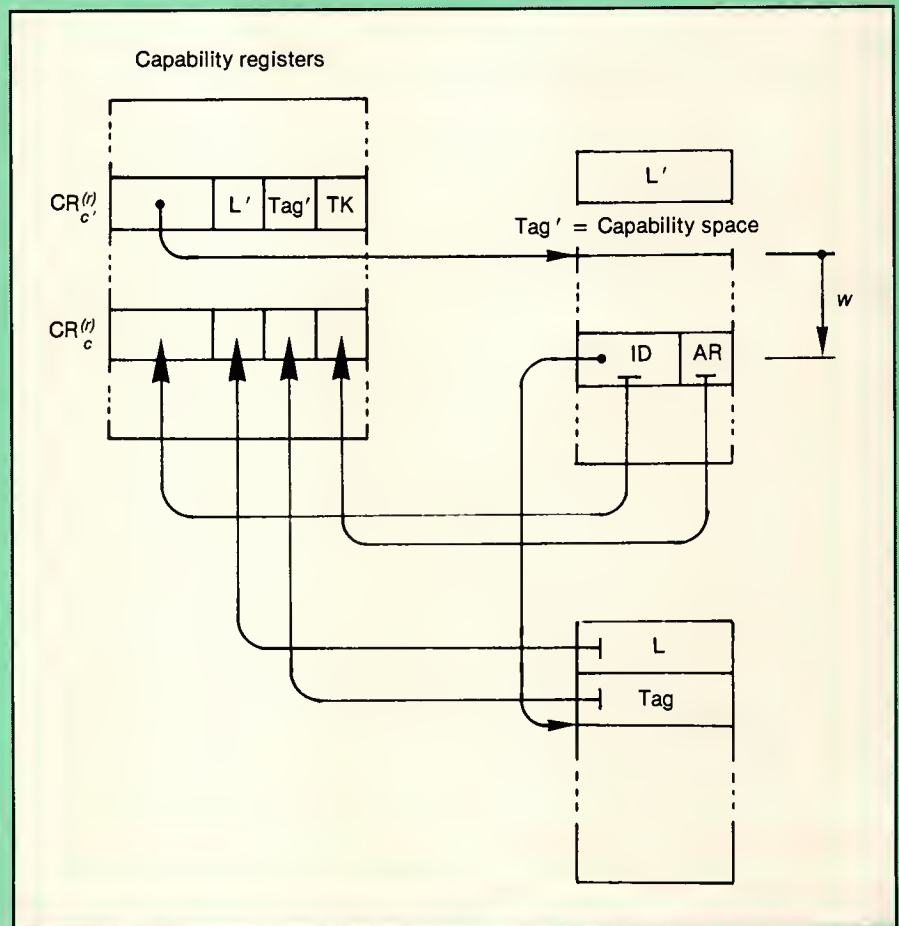 Capability registers
CR(r)c' L' Tag' TK
L'
Tag' = Capability space
w
CR(r)c
ID AR
L
Tag